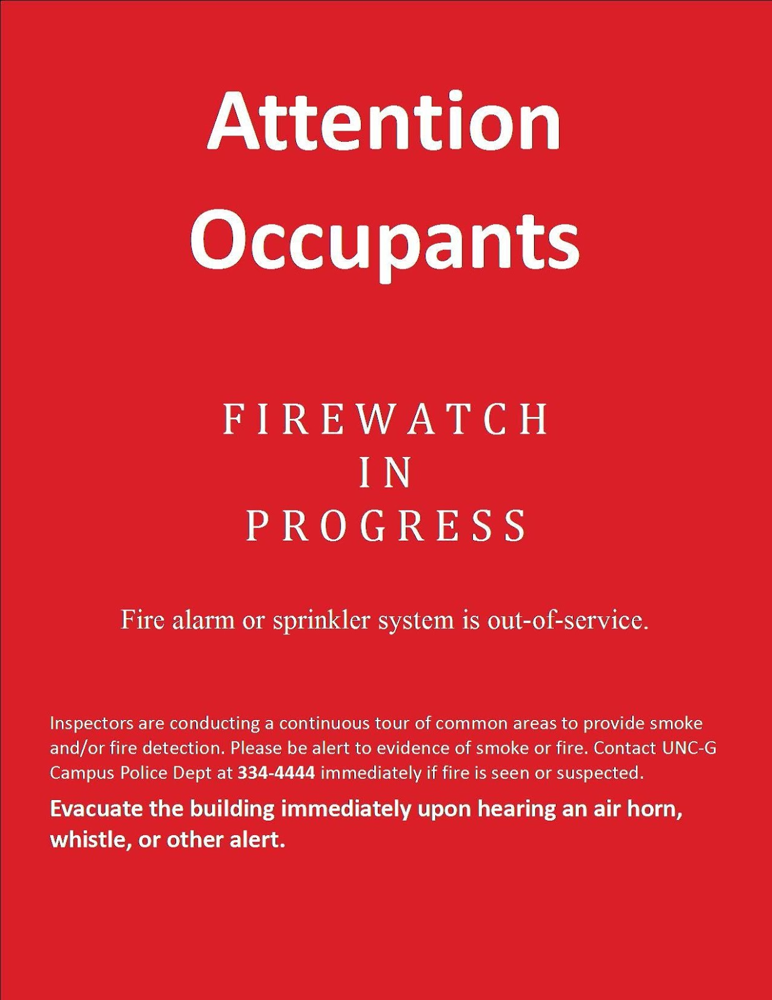 Attention
Occupants
FIREWATCH
IN
PROGRESS
Fire alarm or sprinkler system is out-of-service.
Inspectors are conducting a continuous tour of common areas to provide smoke
and/or fire detection. Please be alert to evidence of smoke or fire. Contact UNC-G
Campus Police Dept at 334-4444 immediately if fire is seen or suspected.
Evacuate the building immediately upon hearing an air horn,
whistle, or other alert.